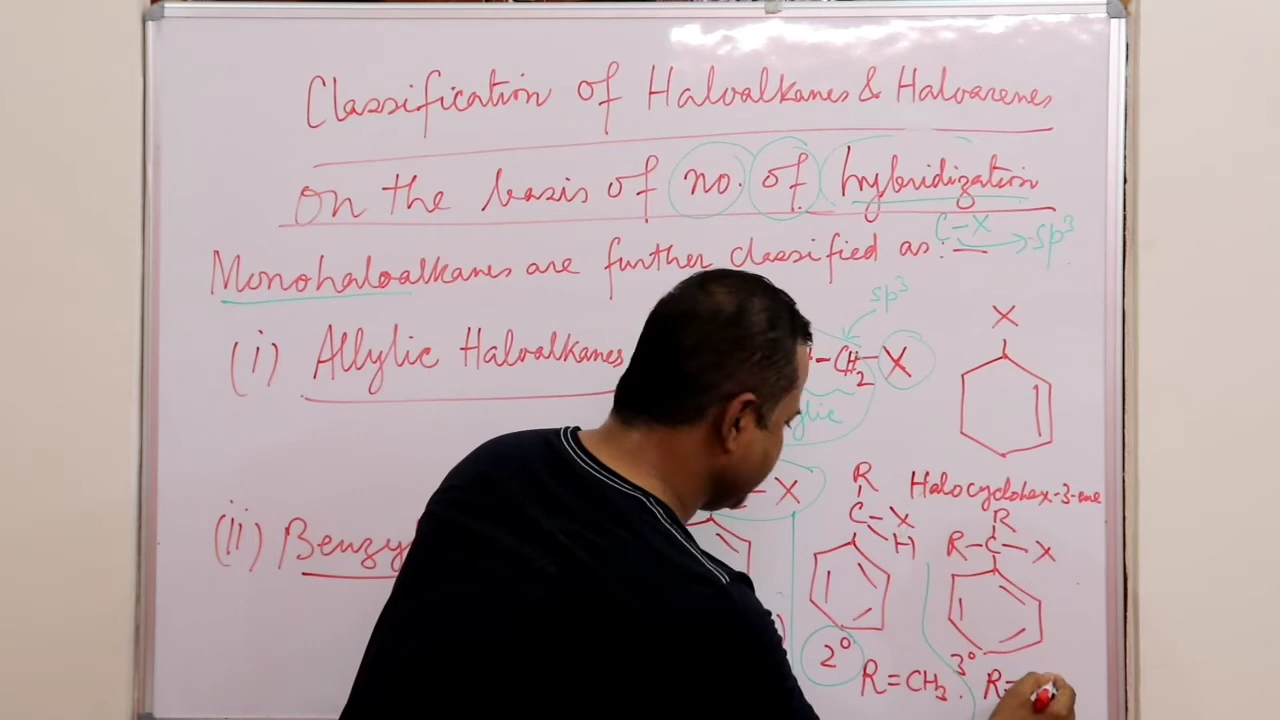 Classification of Haloalkanes & Haloarenes
on the basis of no. of hybridization
C-X → sp³
Monohaloalkanes are further classified as :-
sp³
X
(i) Allylic Haloalkanes
-CH₂-X
X
R
Halocyclohex-3-ene
C-X
H
R
R-C-X
(ii)
2°
3°
R=CH₃. R=